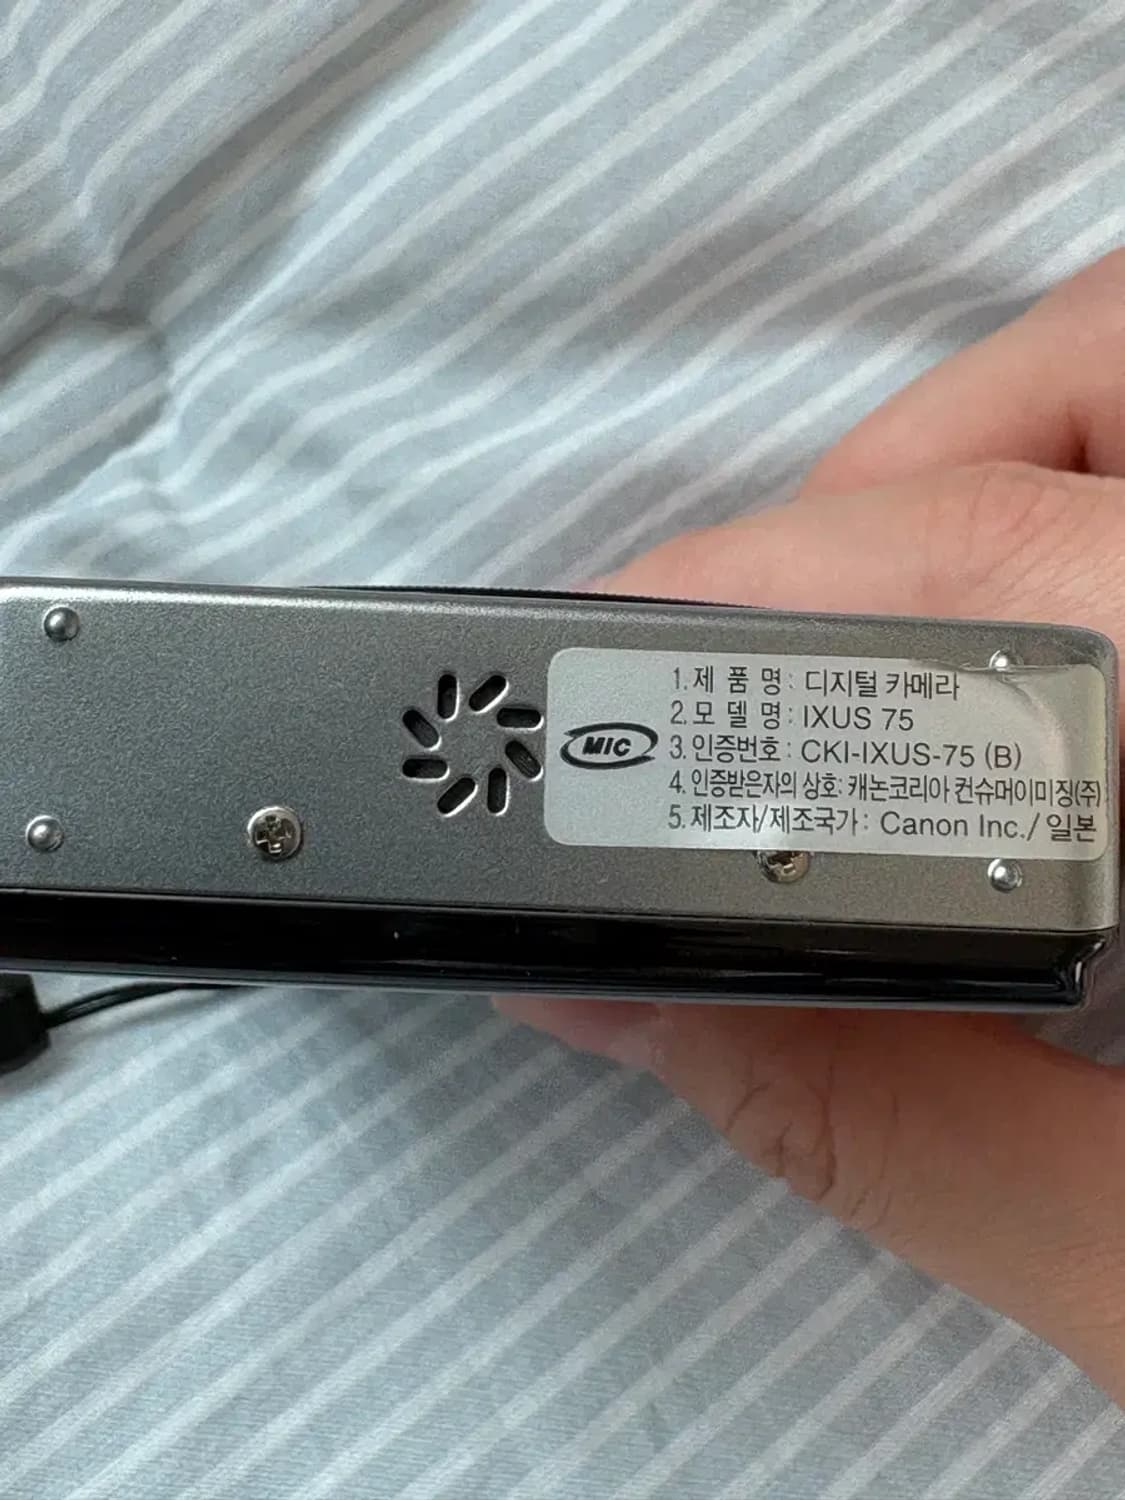 MIC
1. 제 품 명 : 디지털 카메라
2. 모 델 명 : IXUS 75
3. 인증번호 : CKI-IXUS-75 (B)
4. 인증받은자의 상호: 캐논코리아 컨슈머이미징(주)
5. 제조자/제조국가 : Canon Inc./ 일본